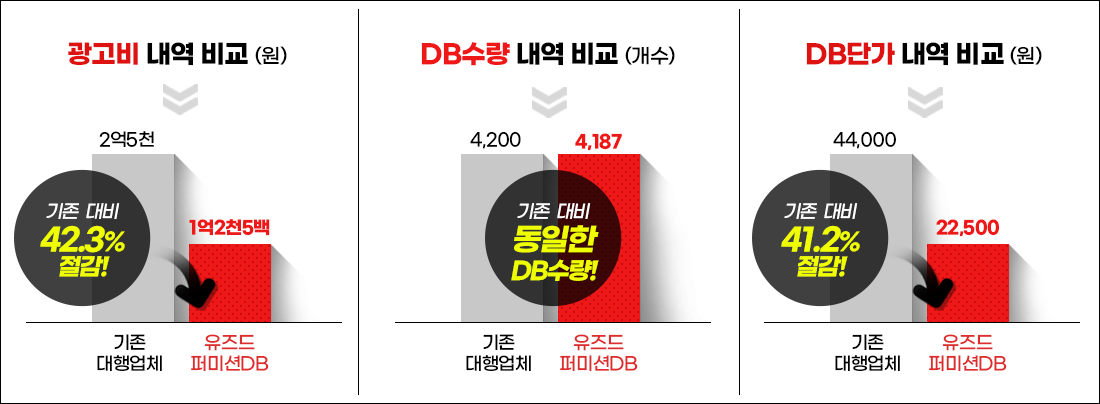 광고비 내역 비교 (원)
2억5천
기존 대비
42.3%
절감!
1억2천5백
기존
대행업체
유즈드
퍼미션DB
DB수량 내역 비교 (개수)
4,200
4,187
기존 대비
동일한
DB수량!
기존
대행업체
유즈드
퍼미션DB
DB단가 내역 비교 (원)
44,000
기존 대비
41.2%
절감!
22,500
기존
대행업체
유즈드
퍼미션DB